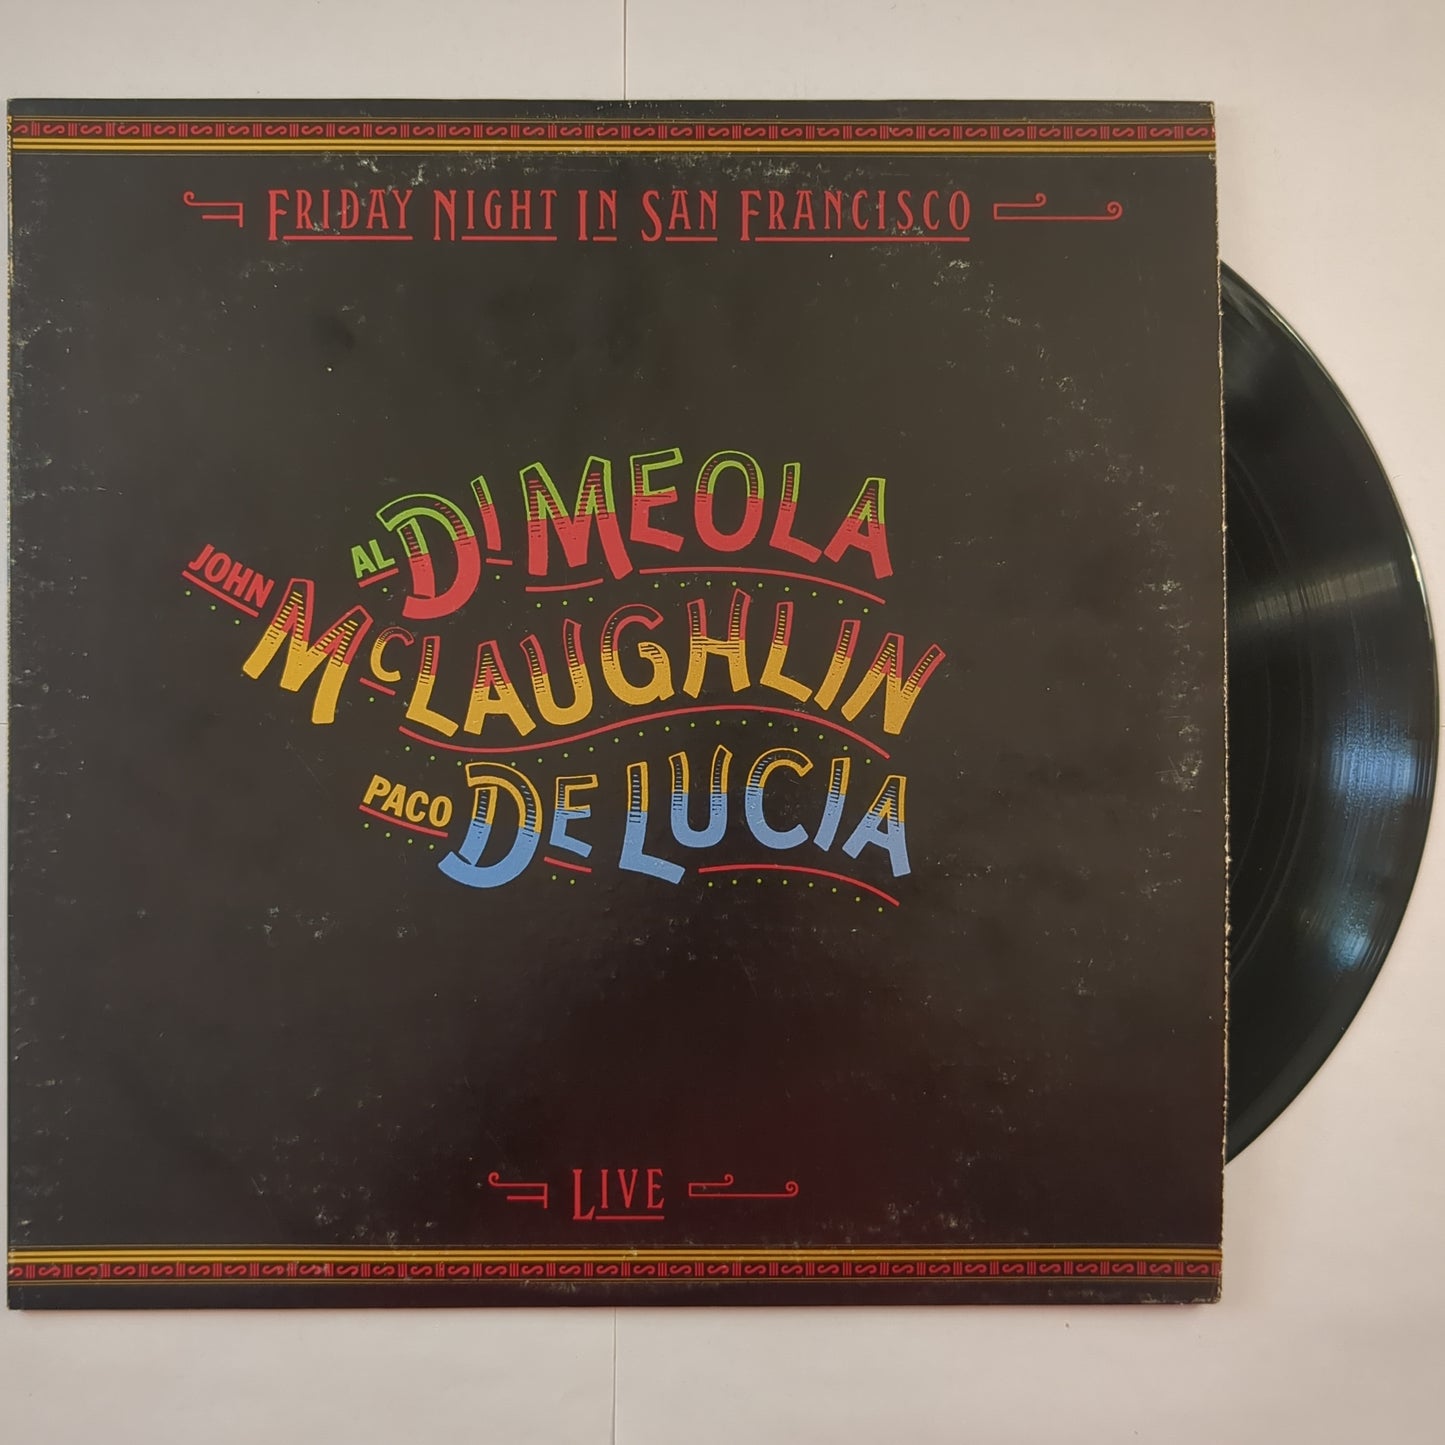 FRIDAY NIGHT IN SAN FRANCISCO
AL DI MEOLA
JOHN MCLAUGHLIN
PACO DE LUCIA
LIVE